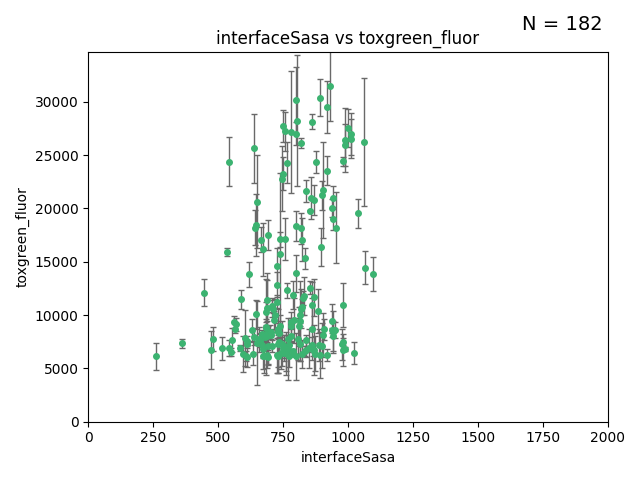 N = 182
interfaceSasa vs toxgreen_fluor
30000
25000
20000
15000
10000
5000
0
toxgreen_fluor
0 250 500 750 1000 1250 1500 1750 2000
interfaceSasa